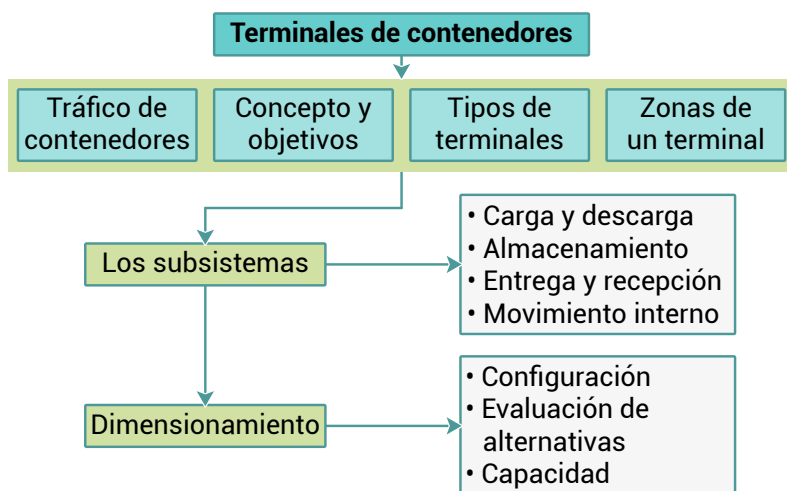 Terminales de contenedores
Tráfico de
contenedores
Concepto y
objetivos
Tipos de
terminales
Zonas de
un terminal
Los subsistemas
• Carga y descarga
• Almacenamiento
• Entrega y recepción
• Movimiento interno
Dimensionamiento
• Configuración
• Evaluación de
alternativas
• Capacidad